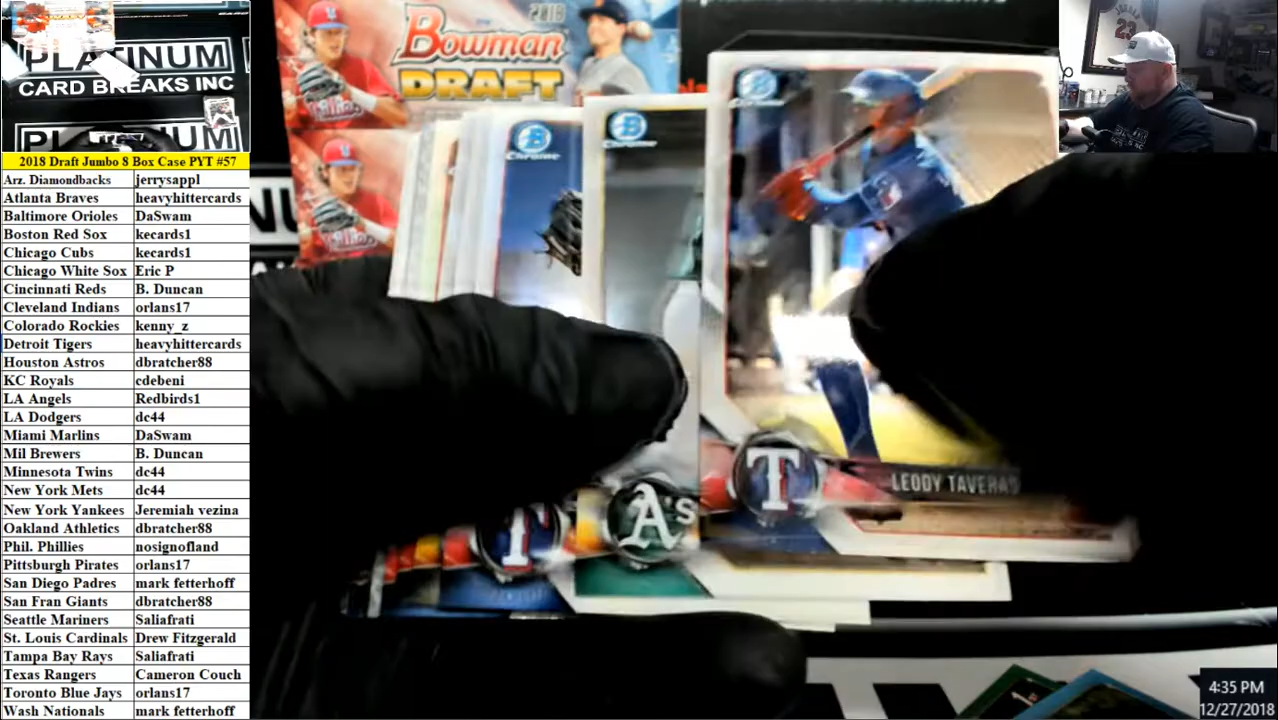 PLATINUM
CARD BREAKS INC
PLATINUM
2018 Draft Jumbo 8 Box Case PYT #57
Arz. Diamondbacks jerrysappl
Atlanta Braves heavyhittercards
Baltimore Orioles DaSwam
Boston Red Sox kecards1
Chicago Cubs kecards1
Chicago White Sox Eric P
Cincinnati Reds B. Duncan
Cleveland Indians orlans17
Colorado Rockies kenny_z
Detroit Tigers heavyhittercards
Houston Astros dbratcher88
KC Royals cdebeni
LA Angels Redbirds1
LA Dodgers dc44
Miami Marlins DaSwam
Mil Brewers B. Duncan
Minnesota Twins dc44
New York Mets dc44
New York Yankees Jeremiah vezina
Oakland Athletics dbratcher88
Phil. Phillies nosignofland
Pittsburgh Pirates orlans17
San Diego Padres mark fetterhoff
San Fran Giants dbratcher88
Seattle Mariners Saliafrati
St. Louis Cardinals Drew Fitzgerald
Tampa Bay Rays Saliafrati
Texas Rangers Cameron Couch
Toronto Blue Jays orlans17
Wash Nationals mark fetterhoff
2018
Bowman
DRAFT
Phillies
Phillies
B
Chrome
B
Chrome
B
Chrome
T
A's
T
LEODY TAVERAS
23
4:35 PM
12/27/2018